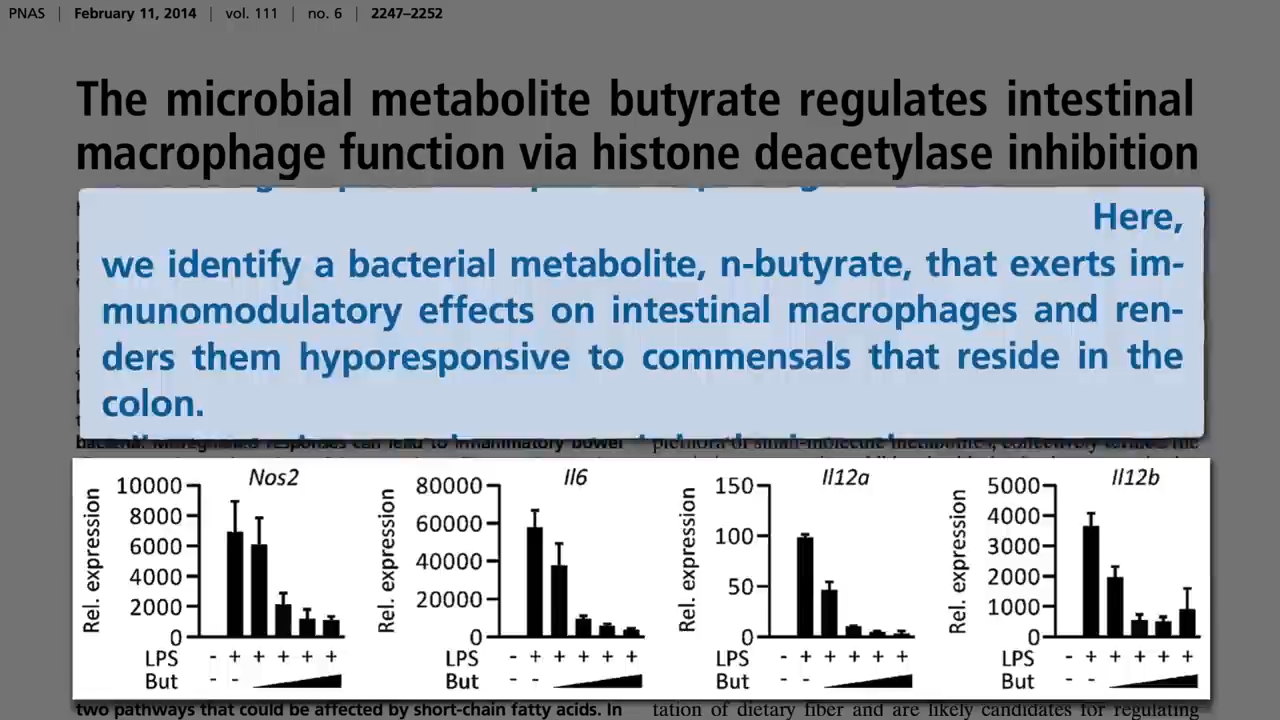 PNAS | February 11, 2014 | vol. 111 | no. 6 | 2247–2252
The microbial metabolite butyrate regulates intestinal
macrophage function via histone deacetylase inhibition
Here,
we identify a bacterial metabolite, n-butyrate, that exerts im-
munomodulatory effects on intestinal macrophages and ren-
ders them hyporesponsive to commensals that reside in the
colon.
Nos2
Rel. expression
10000
8000
6000
4000
2000
0
LPS - + + + + +
But - -
Il6
Rel. expression
80000
60000
40000
20000
0
LPS - + + + + +
But - -
Il12a
Rel. expression
150
100
50
0
LPS - + + + + +
But - -
Il12b
Rel. expression
5000
4000
3000
2000
1000
0
LPS - + + + + +
But - -
two pathways that could be affected by short-chain fatty acids. In
tation of dietary fiber and are likely candidates for regulating